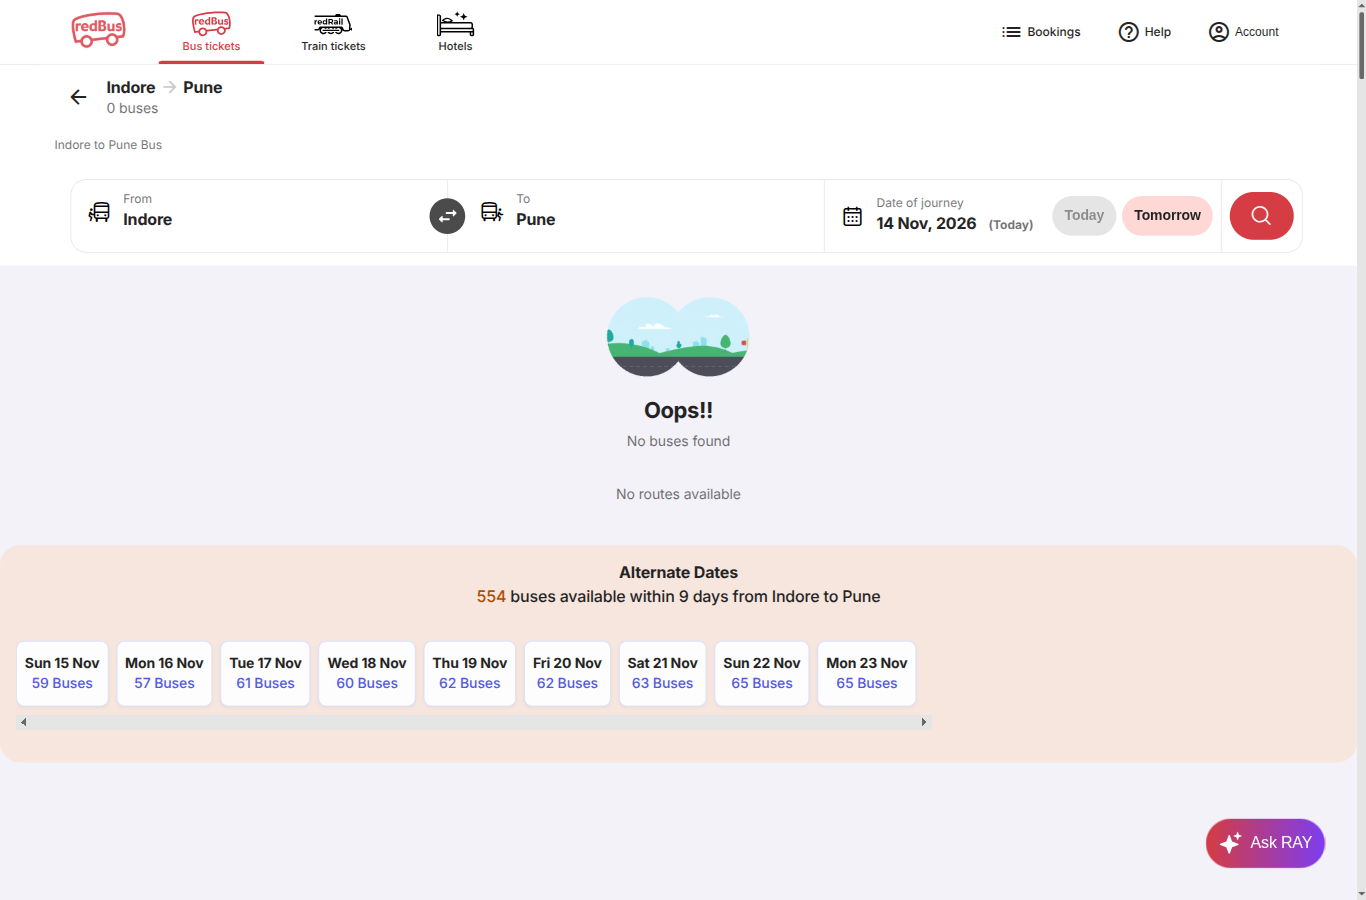 redBus
redBus
Bus tickets
redRail
Train tickets
Hotels
Bookings
Help
Account
Indore → Pune
0 buses
Indore to Pune Bus
From
Indore
To
Pune
Date of journey
14 Nov, 2026 (Today)
Today
Tomorrow
Oops!!
No buses found
No routes available
Alternate Dates
554 buses available within 9 days from Indore to Pune
Sun 15 Nov
59 Buses
Mon 16 Nov
57 Buses
Tue 17 Nov
61 Buses
Wed 18 Nov
60 Buses
Thu 19 Nov
62 Buses
Fri 20 Nov
62 Buses
Sat 21 Nov
63 Buses
Sun 22 Nov
65 Buses
Mon 23 Nov
65 Buses
Ask RAY